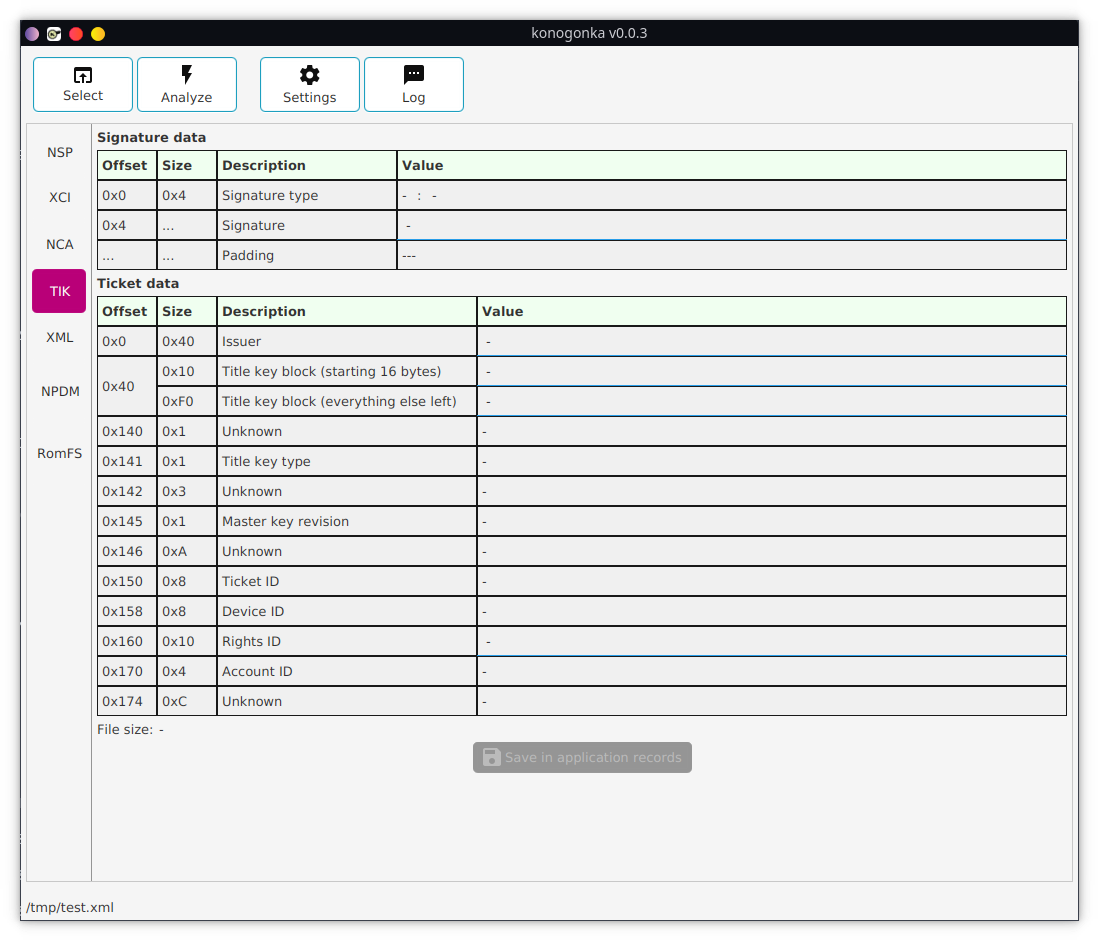 konogonka v0.0.3
Select Analyze Settings Log
NSP
XCI
NCA
TIK
XML
NPDM
RomFS
Signature data
Offset Size Description Value
0x0 0x4 Signature type - : -
0x4 ... Signature -
... ... Padding ---
Ticket data
Offset Size Description Value
0x0 0x40 Issuer -
0x40 0x10 Title key block (starting 16 bytes) -
0xF0 Title key block (everything else left) -
0x140 0x1 Unknown -
0x141 0x1 Title key type -
0x142 0x3 Unknown -
0x145 0x1 Master key revision -
0x146 0xA Unknown -
0x150 0x8 Ticket ID -
0x158 0x8 Device ID -
0x160 0x10 Rights ID -
0x170 0x4 Account ID -
0x174 0xC Unknown -
File size: -
Save in application records
/tmp/test.xml